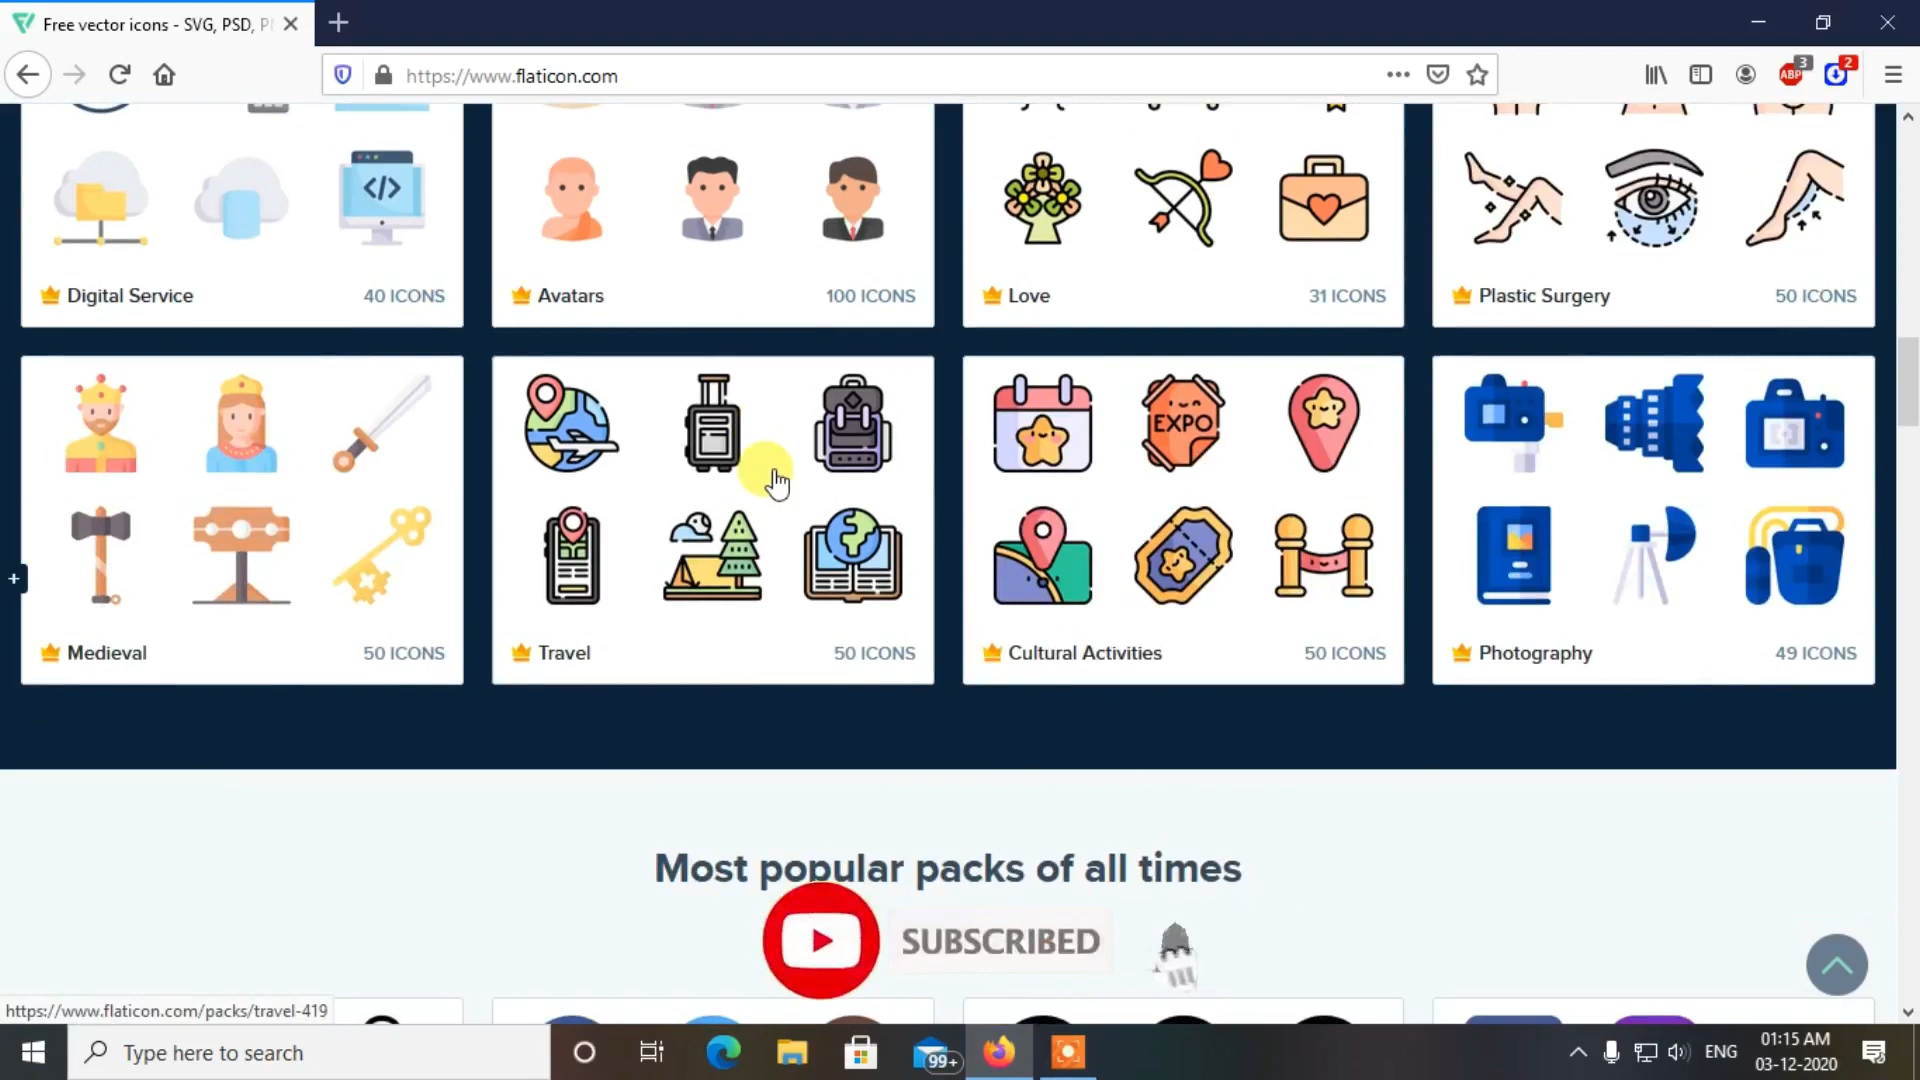 Free vector icons - SVG, PSD, P
https://www.flaticon.com
ABP
3
2
</>
Digital Service
40 ICONS
Avatars
100 ICONS
Love
31 ICONS
Plastic Surgery
50 ICONS
EXPO
Medieval
50 ICONS
Travel
50 ICONS
Cultural Activities
50 ICONS
Photography
49 ICONS
Most popular packs of all times
SUBSCRIBED
https://www.flaticon.com/packs/travel-419
Type here to search
99+
ENG
01:15 AM
03-12-2020